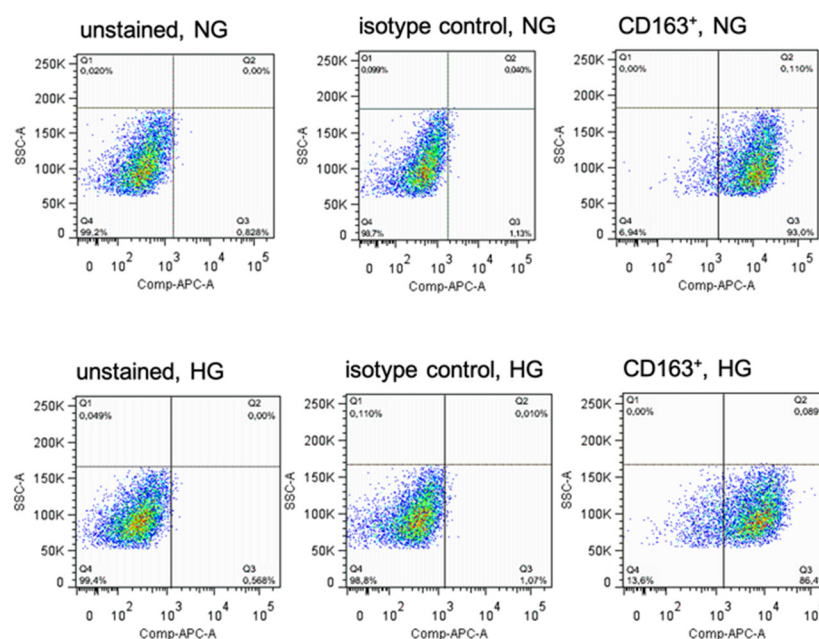 unstained, NG
isotype control, NG
CD163⁺, NG
250K
200K
150K
100K
50K
0
SSC-A
Q1
0,020%
Q2
0,00%
Q4
99,2%
Q3
0,828%
0 10² 10³ 10⁴ 10⁵
Comp-APC-A
250K
200K
150K
100K
50K
0
SSC-A
Q1
0,099%
Q2
0,040%
Q4
98,7%
Q3
1,13%
0 10² 10³ 10⁴ 10⁵
Comp-APC-A
250K
200K
150K
100K
50K
0
SSC-A
Q1
0,00%
Q2
0,110%
Q4
6,94%
Q3
93,0%
0 10² 10³ 10⁴ 10⁵
Comp-APC-A
unstained, HG
isotype control, HG
CD163⁺, HG
250K
200K
150K
100K
50K
0
SSC-A
Q1
0,049%
Q2
0,00%
Q4
99,4%
Q3
0,568%
0 10² 10³ 10⁴ 10⁵
Comp-APC-A
250K
200K
150K
100K
50K
0
SSC-A
Q1
0,110%
Q2
0,010%
Q4
98,8%
Q3
1,07%
0 10² 10³ 10⁴ 10⁵
Comp-APC-A
250K
200K
150K
100K
50K
0
SSC-A
Q1
0,00%
Q2
0,089
Q4
13,6%
Q3
86,4
0 10² 10³ 10⁴ 10⁵
Comp-APC-A